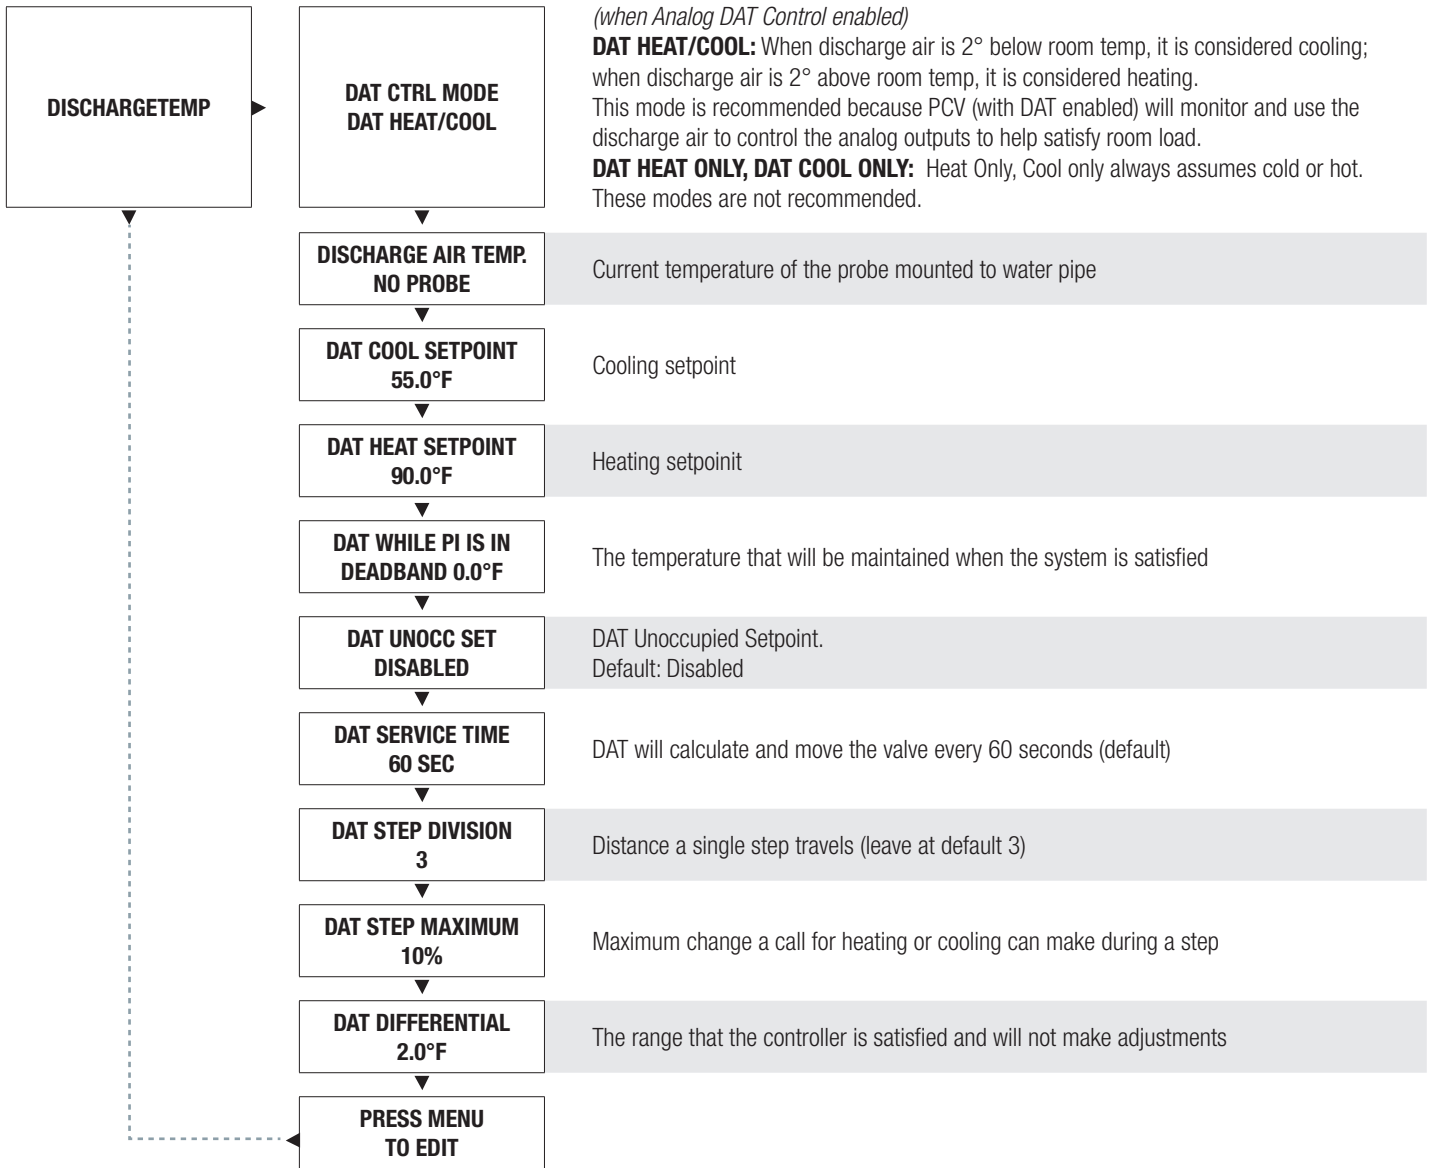 DISCHARGETEMP
DAT CTRL MODE
DAT HEAT/COOL
(when Analog DAT Control enabled)
DAT HEAT/COOL: When discharge air is 2° below room temp, it is considered cooling;
when discharge air is 2° above room temp, it is considered heating.
This mode is recommended because PCV (with DAT enabled) will monitor and use the
discharge air to control the analog outputs to help satisfy room load.
DAT HEAT ONLY, DAT COOL ONLY: Heat Only, Cool only always assumes cold or hot.
These modes are not recommended.
DISCHARGE AIR TEMP.
NO PROBE
Current temperature of the probe mounted to water pipe
DAT COOL SETPOINT
55.0°F
Cooling setpoint
DAT HEAT SETPOINT
90.0°F
Heating setpoinit
DAT WHILE PI IS IN
DEADBAND 0.0°F
The temperature that will be maintained when the system is satisfied
DAT UNOCC SET
DISABLED
DAT Unoccupied Setpoint.
Default: Disabled
DAT SERVICE TIME
60 SEC
DAT will calculate and move the valve every 60 seconds (default)
DAT STEP DIVISION
3
Distance a single step travels (leave at default 3)
DAT STEP MAXIMUM
10%
Maximum change a call for heating or cooling can make during a step
DAT DIFFERENTIAL
2.0°F
The range that the controller is satisfied and will not make adjustments
PRESS MENU
TO EDIT